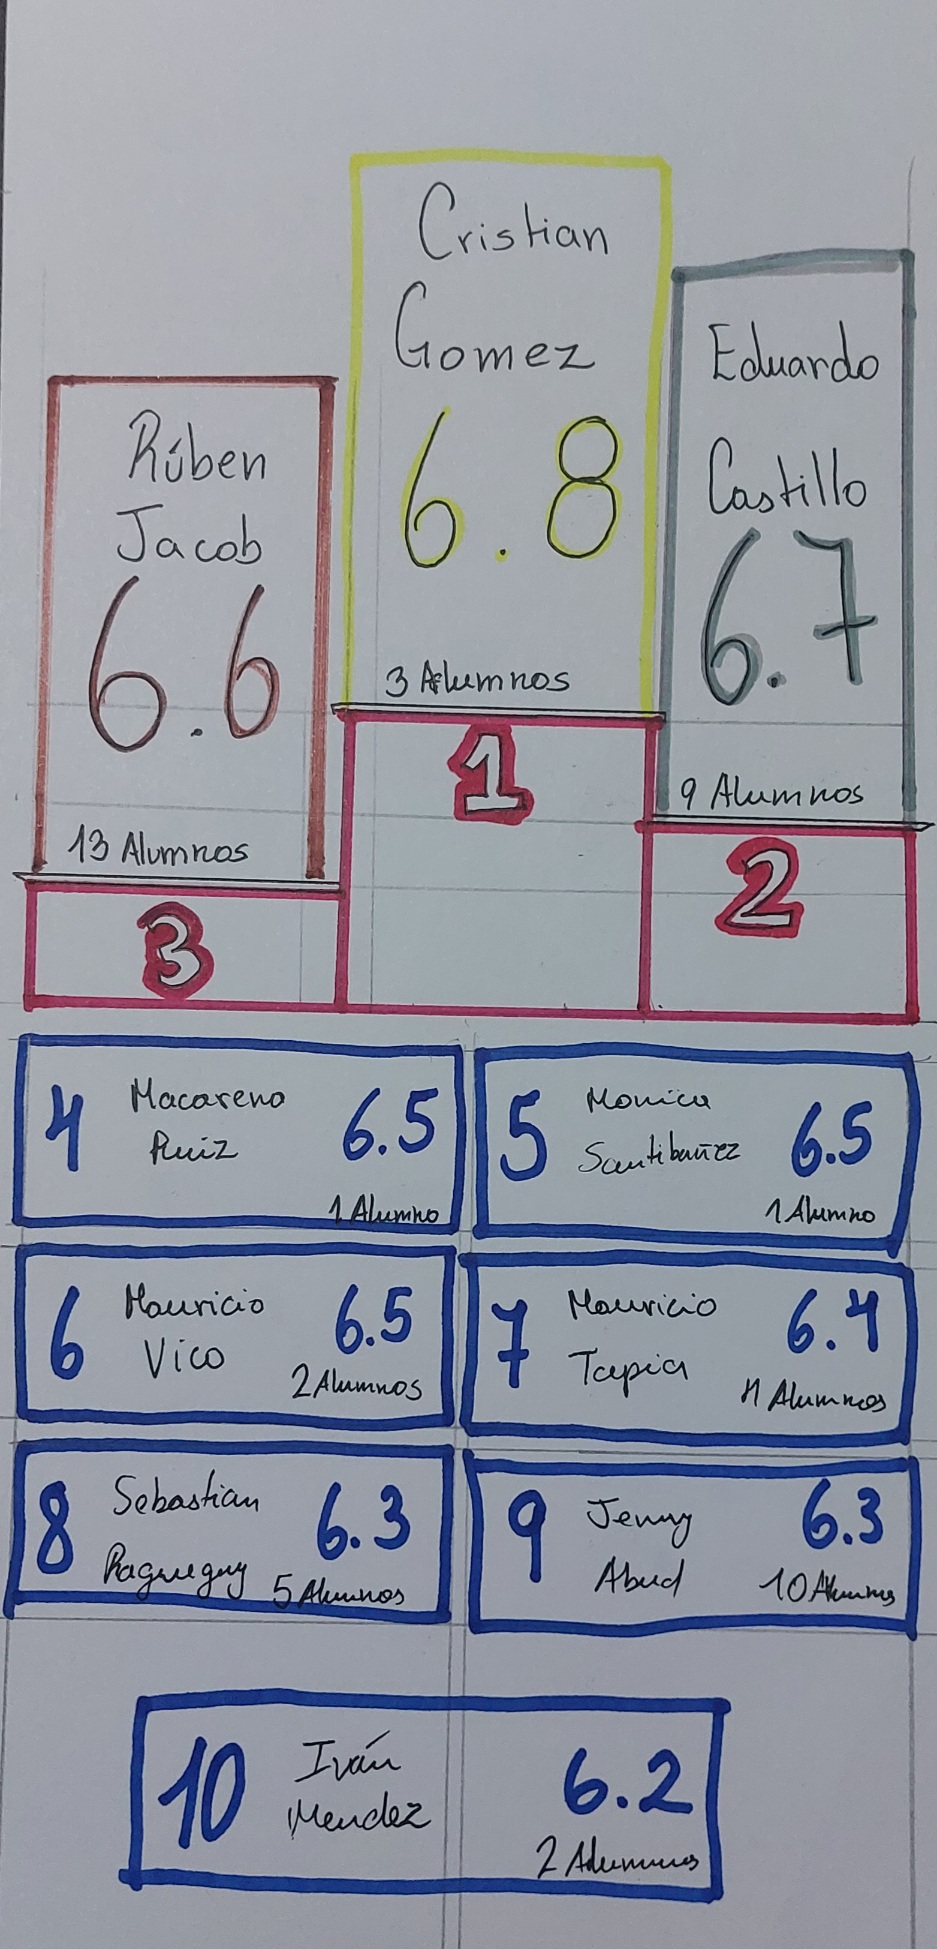 Cristian
Gomez
6.8
3 Alumnos
1
Eduardo
Castillo
6.7
9 Alumnos
2
Rúben
Jacob
6.6
13 Alumnos
3
4 Macarena
Ruiz 6.5
1 Alumno
5 Monica
Santibañez 6.5
1 Alumno
6 Mauricio
Vico 6.5
2 Alumnos
7 Mauricio
Tapia 6.4
Alumnos
8 Sebastian
6.3
5 Alumnos
9 Jenny
Abud 6.3
10 Alumnos
10 Iván
Mendez 6.2
2 Alumnos